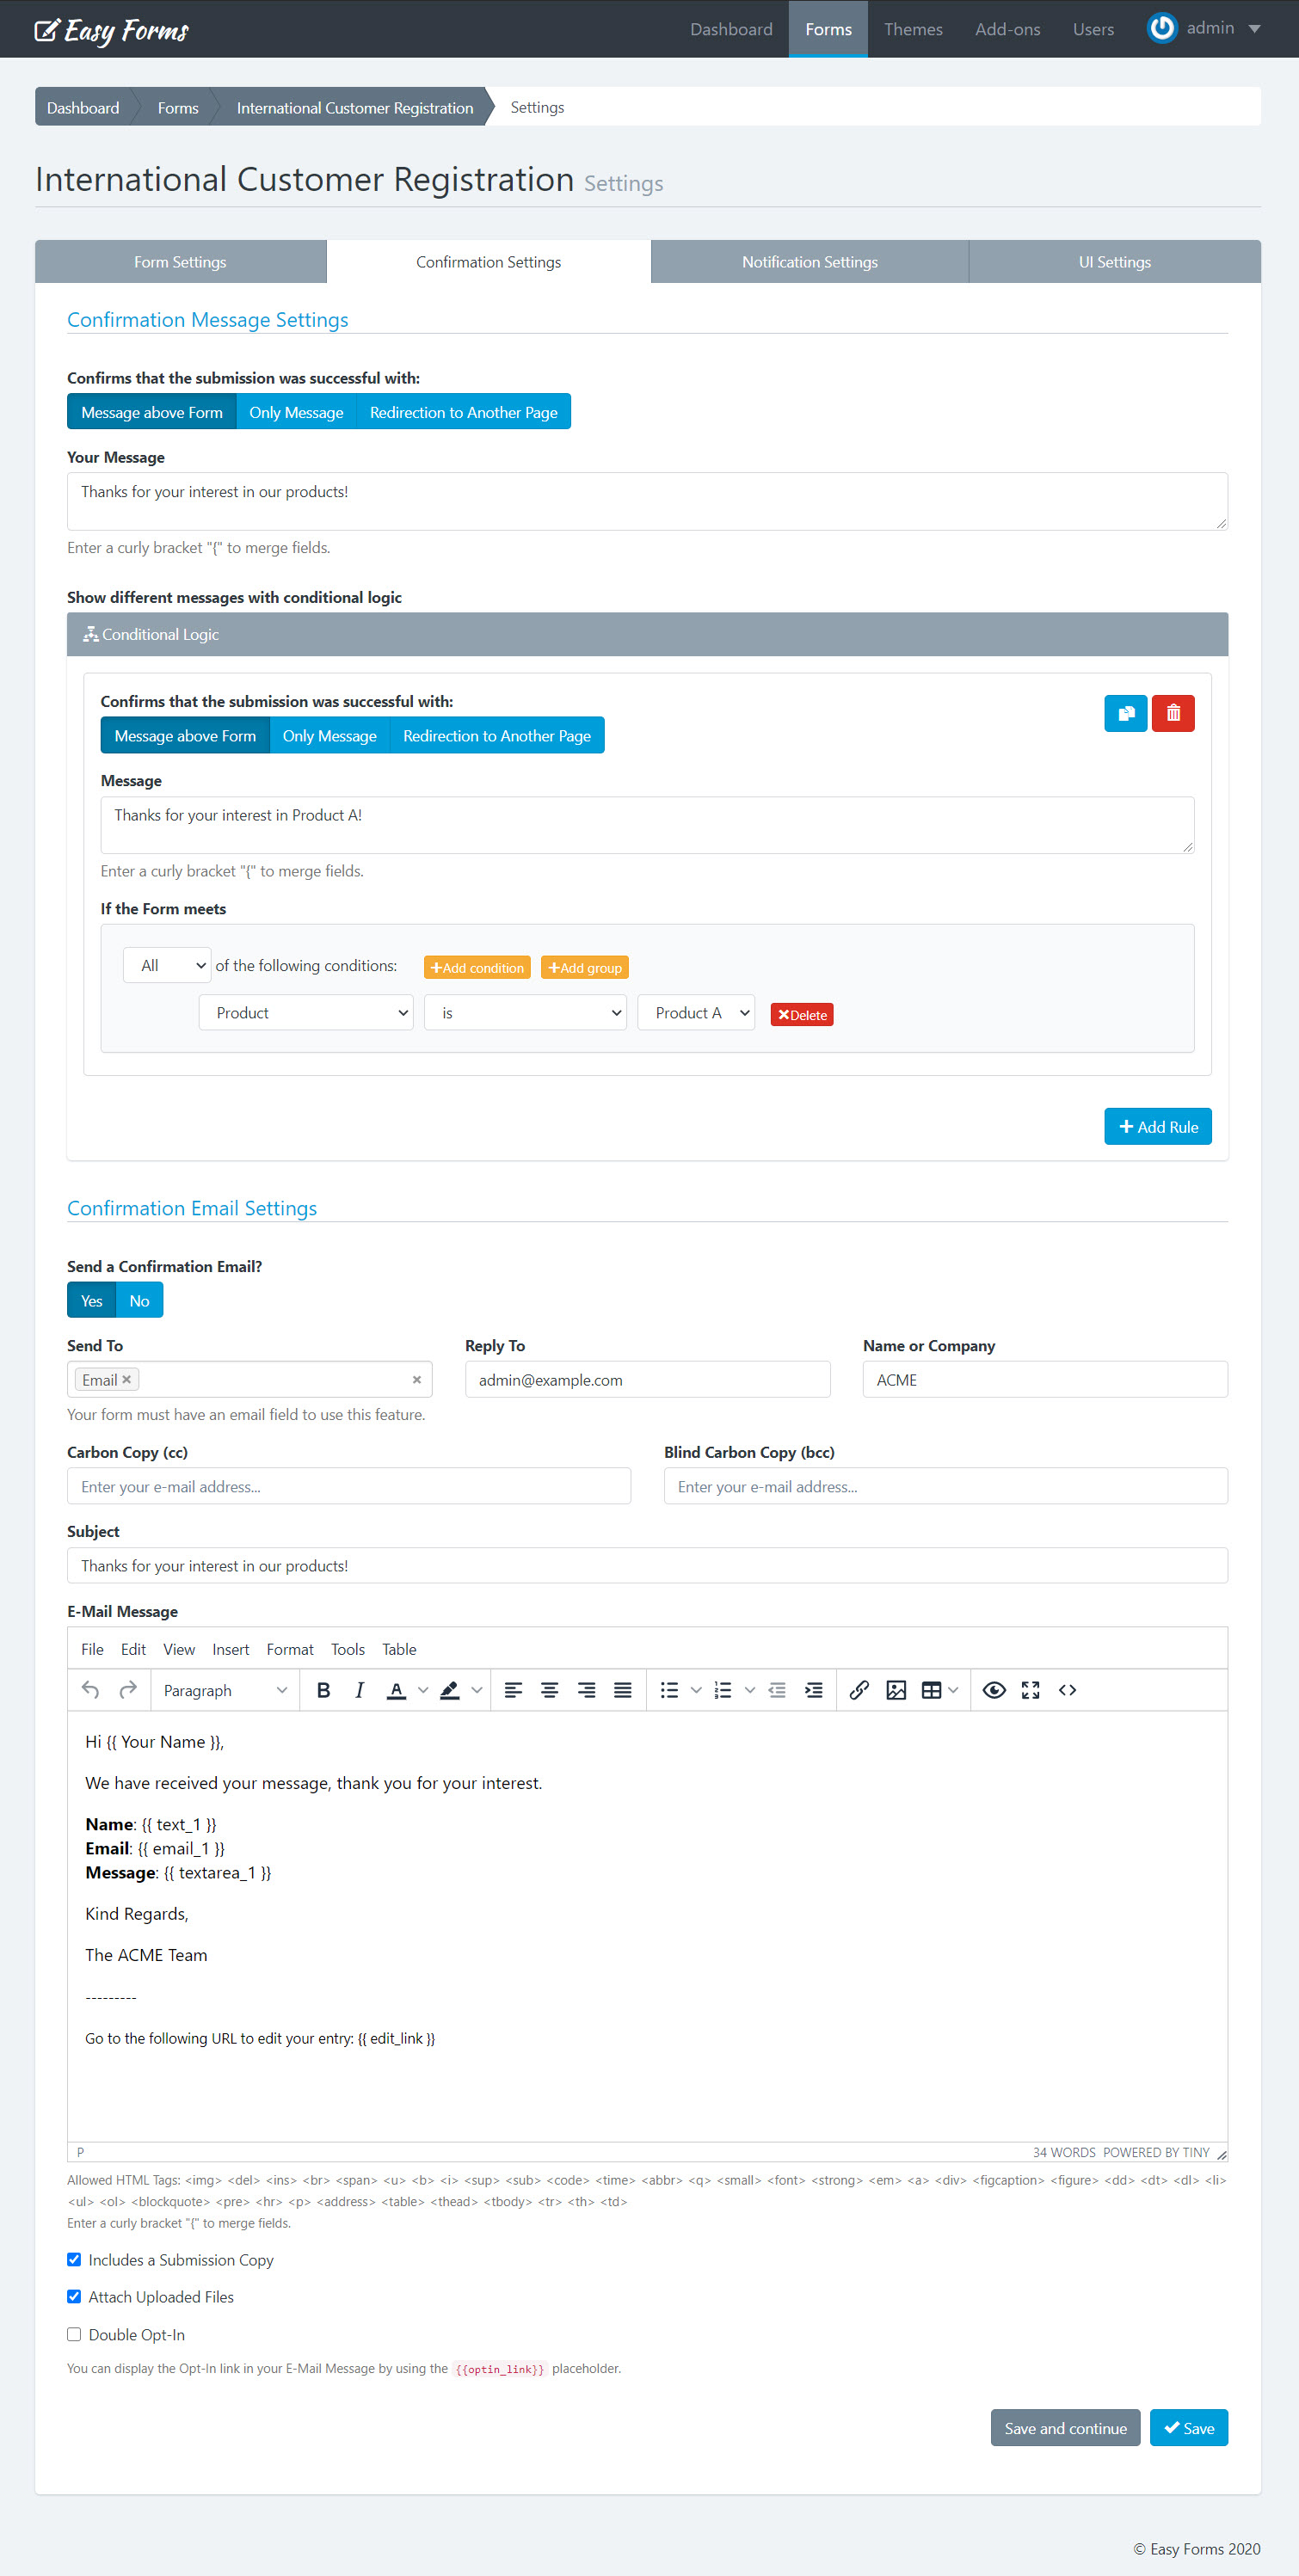 Easy Forms
Dashboard Forms Themes Add-ons Users admin
Dashboard Forms International Customer Registration Settings
International Customer Registration Settings
Form Settings Confirmation Settings Notification Settings UI Settings
Confirmation Message Settings
Confirms that the submission was successful with:
Message above Form Only Message Redirection to Another Page
Your Message
Thanks for your interest in our products!
Enter a curly bracket "{" to merge fields.
Show different messages with conditional logic
Conditional Logic
Confirms that the submission was successful with:
Message above Form Only Message Redirection to Another Page
Message
Thanks for your interest in Product A!
Enter a curly bracket "{" to merge fields.
If the Form meets
All of the following conditions: +Add condition +Add group
Product is Product A Delete
+ Add Rule
Confirmation Email Settings
Send a Confirmation Email?
Yes No
Send To Reply To Name or Company
Email × × admin@example.com ACME
Your form must have an email field to use this feature.
Carbon Copy (cc) Blind Carbon Copy (bcc)
Enter your e-mail address... Enter your e-mail address...
Subject
Thanks for your interest in our products!
E-Mail Message
File Edit View Insert Format Tools Table
Paragraph B I A
Hi {{ Your Name }},
We have received your message, thank you for your interest.
Name: {{ text_1 }}
Email: {{ email_1 }}
Message: {{ textarea_1 }}
Kind Regards,
The ACME Team
---------
Go to the following URL to edit your entry: {{ edit_link }}
P 34 WORDS POWERED BY TINY
Allowed HTML Tags: <img> <del> <ins> <br> <span> <u> <b> <i> <sup> <sub> <code> <time> <abbr> <q> <small> <font> <strong> <em> <a> <div> <figcaption> <figure> <dd> <dt> <dl> <li>
<ul> <ol> <blockquote> <pre> <hr> <p> <address> <table> <thead> <tbody> <tr> <th> <td>
Enter a curly bracket "{" to merge fields.
Includes a Submission Copy
Attach Uploaded Files
Double Opt-In
You can display the Opt-In link in your E-Mail Message by using the {{optin_link}} placeholder.
Save and continue Save
© Easy Forms 2020